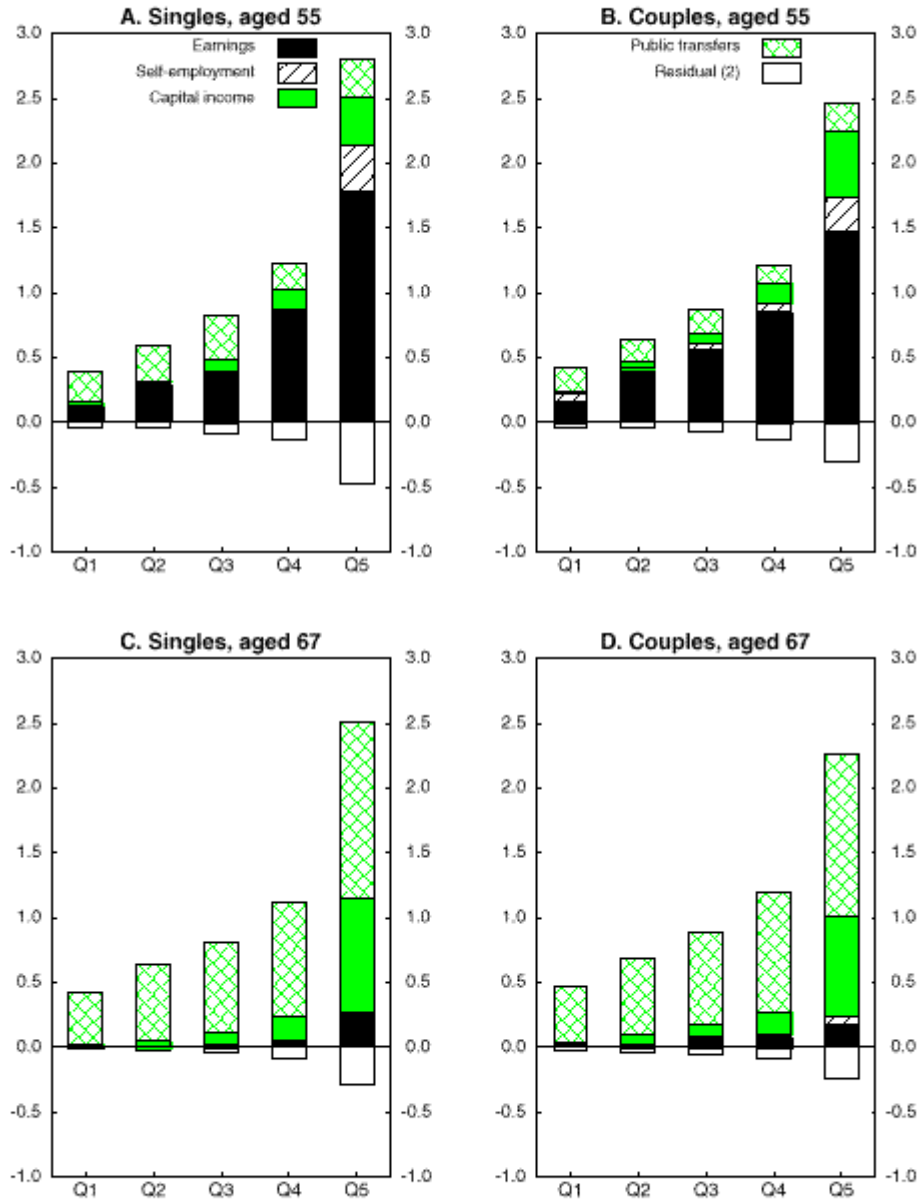 A. Singles, aged 55
3.0 3.0
Earnings
Self-employment
Capital income
2.5 2.5
2.0 2.0
1.5 1.5
1.0 1.0
0.5 0.5
0.0 0.0
-0.5 -0.5
-1.0 -1.0
Q1 Q2 Q3 Q4 Q5
B. Couples, aged 55
3.0 3.0
Public transfers
Residual (2)
2.5 2.5
2.0 2.0
1.5 1.5
1.0 1.0
0.5 0.5
0.0 0.0
-0.5 -0.5
-1.0 -1.0
Q1 Q2 Q3 Q4 Q5
C. Singles, aged 67
3.0 3.0
2.5 2.5
2.0 2.0
1.5 1.5
1.0 1.0
0.5 0.5
0.0 0.0
-0.5 -0.5
-1.0 -1.0
Q1 Q2 Q3 Q4 Q5
D. Couples, aged 67
3.0 3.0
2.5 2.5
2.0 2.0
1.5 1.5
1.0 1.0
0.5 0.5
0.0 0.0
-0.5 -0.5
-1.0 -1.0
Q1 Q2 Q3 Q4 Q5